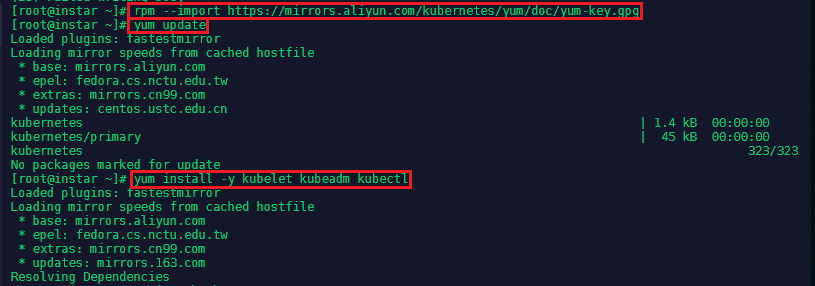 [root@instar ~]# rpm --import https://mirrors.aliyun.com/kubernetes/yum/doc/yum-key.gpg
[root@instar ~]# yum update
Loaded plugins: fastestmirror
Loading mirror speeds from cached hostfile
 * base: mirrors.aliyun.com
 * epel: fedora.cs.nctu.edu.tw
 * extras: mirrors.cn99.com
 * updates: centos.ustc.edu.cn
kubernetes | 1.4 kB 00:00:00
kubernetes/primary | 45 kB 00:00:00
kubernetes 323/323
No packages marked for update
[root@instar ~]# yum install -y kubelet kubeadm kubectl
Loaded plugins: fastestmirror
Loading mirror speeds from cached hostfile
 * base: mirrors.aliyun.com
 * epel: fedora.cs.nctu.edu.tw
 * extras: mirrors.cn99.com
 * updates: mirrors.163.com
Resolving Dependencies